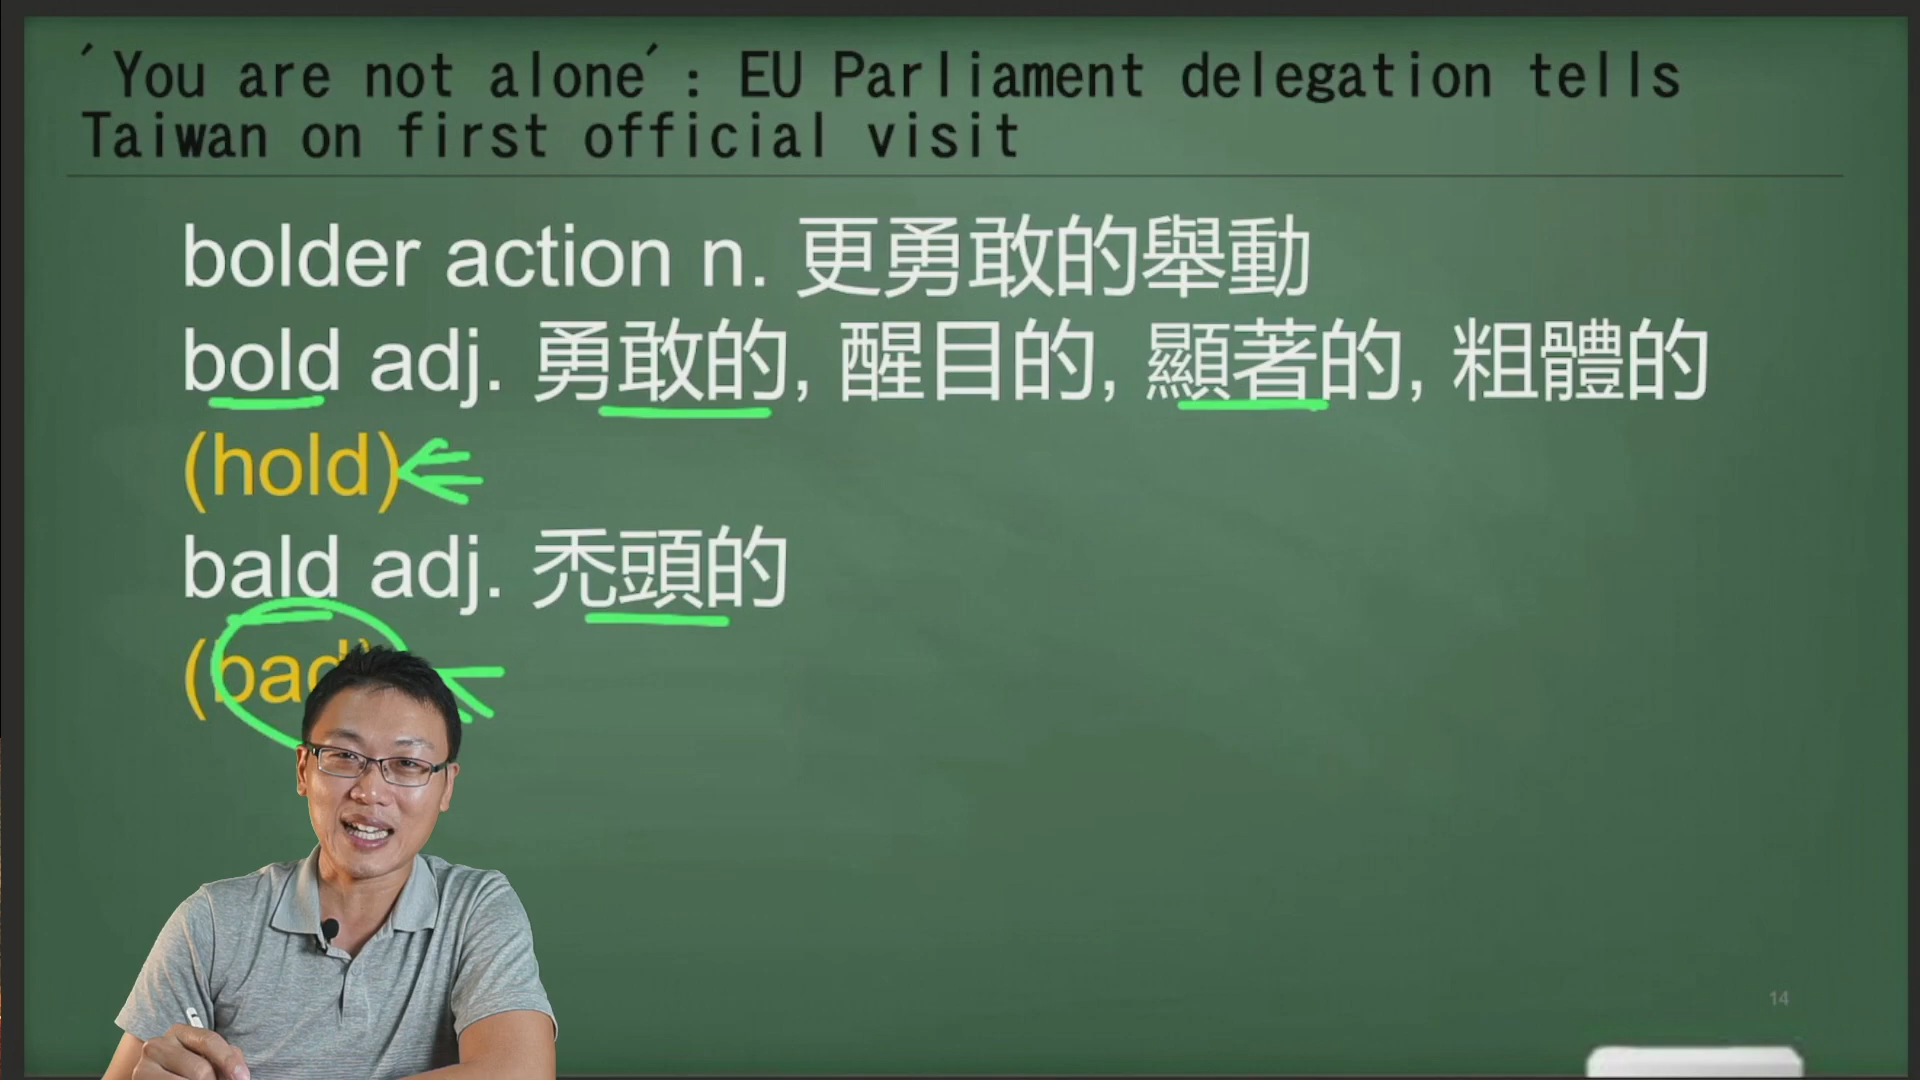 'You are not alone': EU Parliament delegation tells
Taiwan on first official visit
bolder action n. 更勇敢的舉動
bold adj. 勇敢的, 醒目的, 顯著的, 粗體的
(hold)
bald adj. 禿頭的
(bad)
14